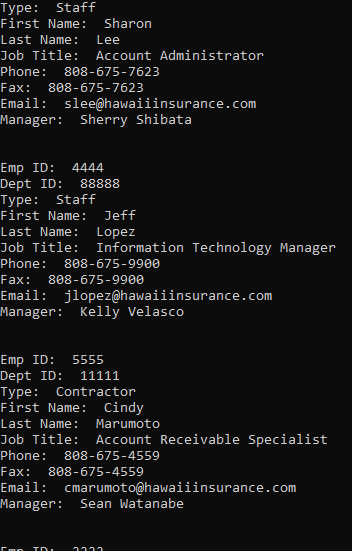 Type:  Staff
First Name:  Sharon
Last Name:  Lee
Job Title:  Account Administrator
Phone:  808-675-7623
Fax:  808-675-7623
Email:  slee@hawaiiinsurance.com
Manager:  Sherry Shibata
Emp ID:  4444
Dept ID:  88888
Type:  Staff
First Name:  Jeff
Last Name:  Lopez
Job Title:  Information Technology Manager
Phone:  808-675-9900
Fax:  808-675-9900
Email:  jlopez@hawaiiinsurance.com
Manager:  Kelly Velasco
Emp ID:  5555
Dept ID:  11111
Type:  Contractor
First Name:  Cindy
Last Name:  Marumoto
Job Title:  Account Receivable Specialist
Phone:  808-675-4559
Fax:  808-675-4559
Email:  cmarumoto@hawaiiinsurance.com
Manager:  Sean Watanabe
Emp ID: